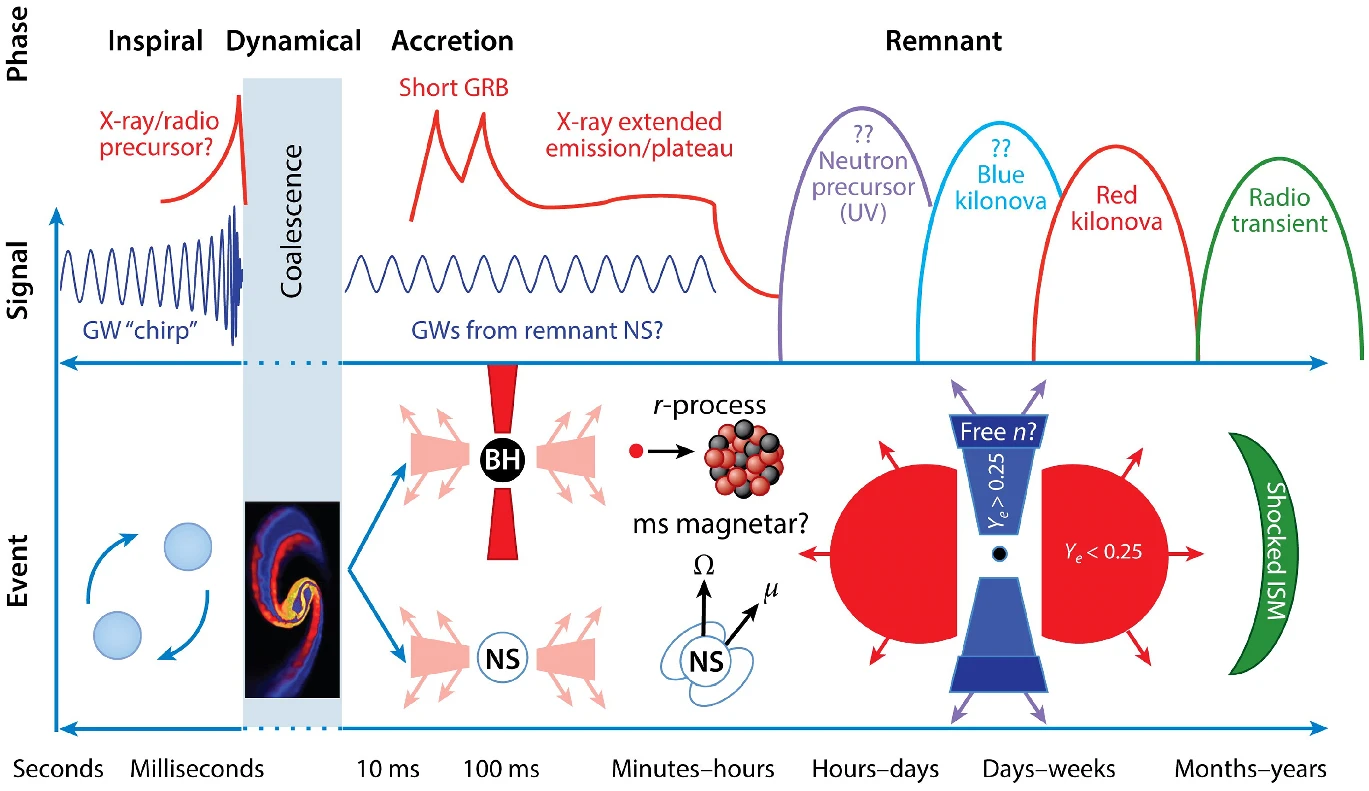 Phase
Inspiral
Dynamical
Accretion
Remnant
Signal
X-ray/radio
precursor?
GW “chirp”
Coalescence
Short GRB
X-ray extended
emission/plateau
GWs from remnant NS?
??
Neutron
precursor
(UV)
??
Blue
kilonova
Red
kilonova
Radio
transient
Event
BH
NS
r-process
ms magnetar?
Ω
μ
NS
Free n?
Ye > 0.25
Ye < 0.25
Shocked ISM
Seconds
Milliseconds
10 ms
100 ms
Minutes–hours
Hours–days
Days–weeks
Months–years